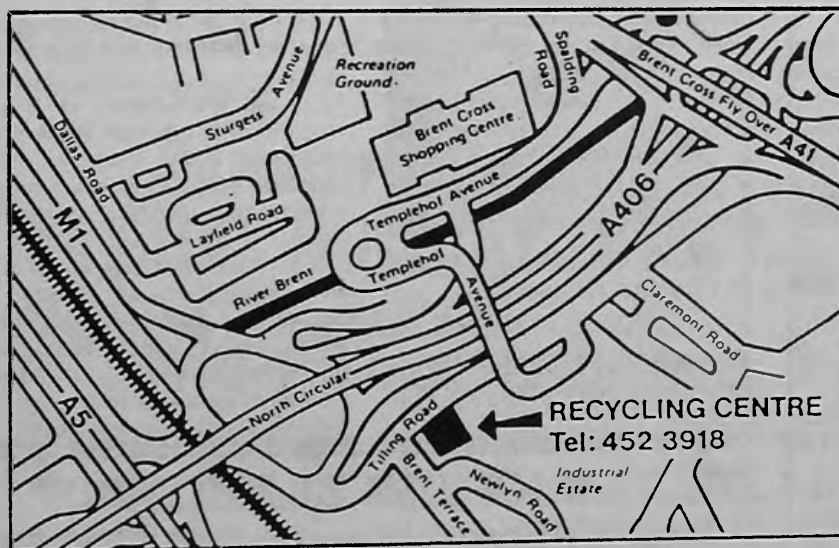 Recreation
Ground
Spalding
Road
Brent Cross Fly Over A41
Sturgess Avenue
Dallas Road
Brent Cross
Shopping Centre
M1
Layfield Road
Templehof Avenue
A406
River Brent
Templehof
Avenue
Claremont Road
North Circular
A5
Tilling Road
RECYCLING CENTRE
Tel: 452 3918
Industrial
Estate
Brent Terrace
Newlyn Road